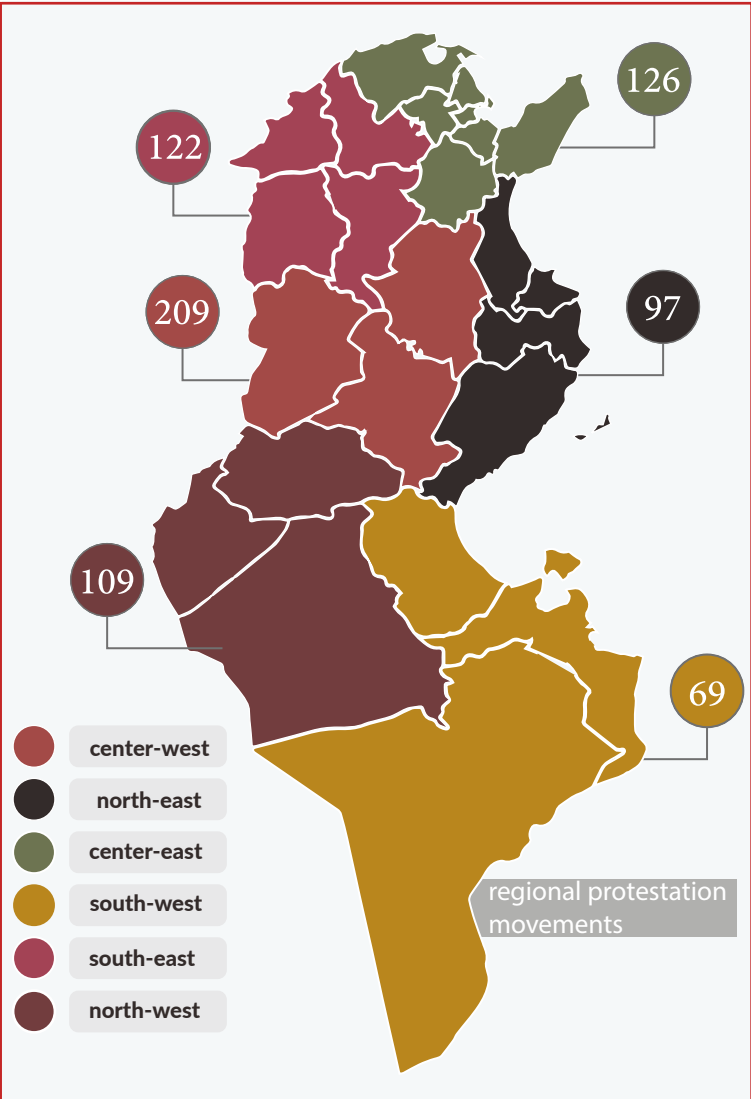 126
122
209
97
109
69
center-west
north-east
center-east
south-west
south-east
north-west
regional protestation
movements